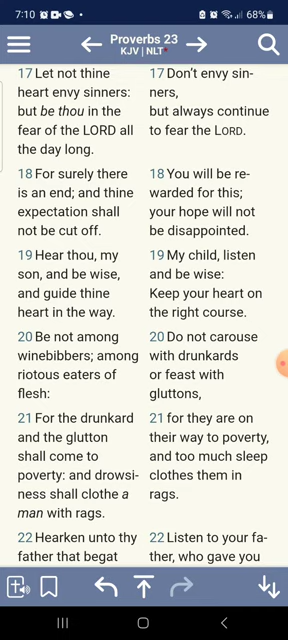 7:10
68%
Proverbs 23
KJV | NLT*
17 Let not thine
heart envy sinners:
but be thou in the
fear of the LORD all
the day long.
18 For surely there
is an end; and thine
expectation shall
not be cut off.
19 Hear thou, my
son, and be wise,
and guide thine
heart in the way.
20 Be not among
winebibbers; among
riotous eaters of
flesh:
21 For the drunkard
and the glutton
shall come to
poverty: and drowsi-
ness shall clothe a
man with rags.
22 Hearken unto thy
father that begat
17 Don't envy sin-
ners,
but always continue
to fear the LORD.
18 You will be re-
warded for this;
your hope will not
be disappointed.
19 My child, listen
and be wise:
Keep your heart on
the right course.
20 Do not carouse
with drunkards
or feast with
gluttons,
21 for they are on
their way to poverty,
and too much sleep
clothes them in
rags.
22 Listen to your fa-
ther, who gave you